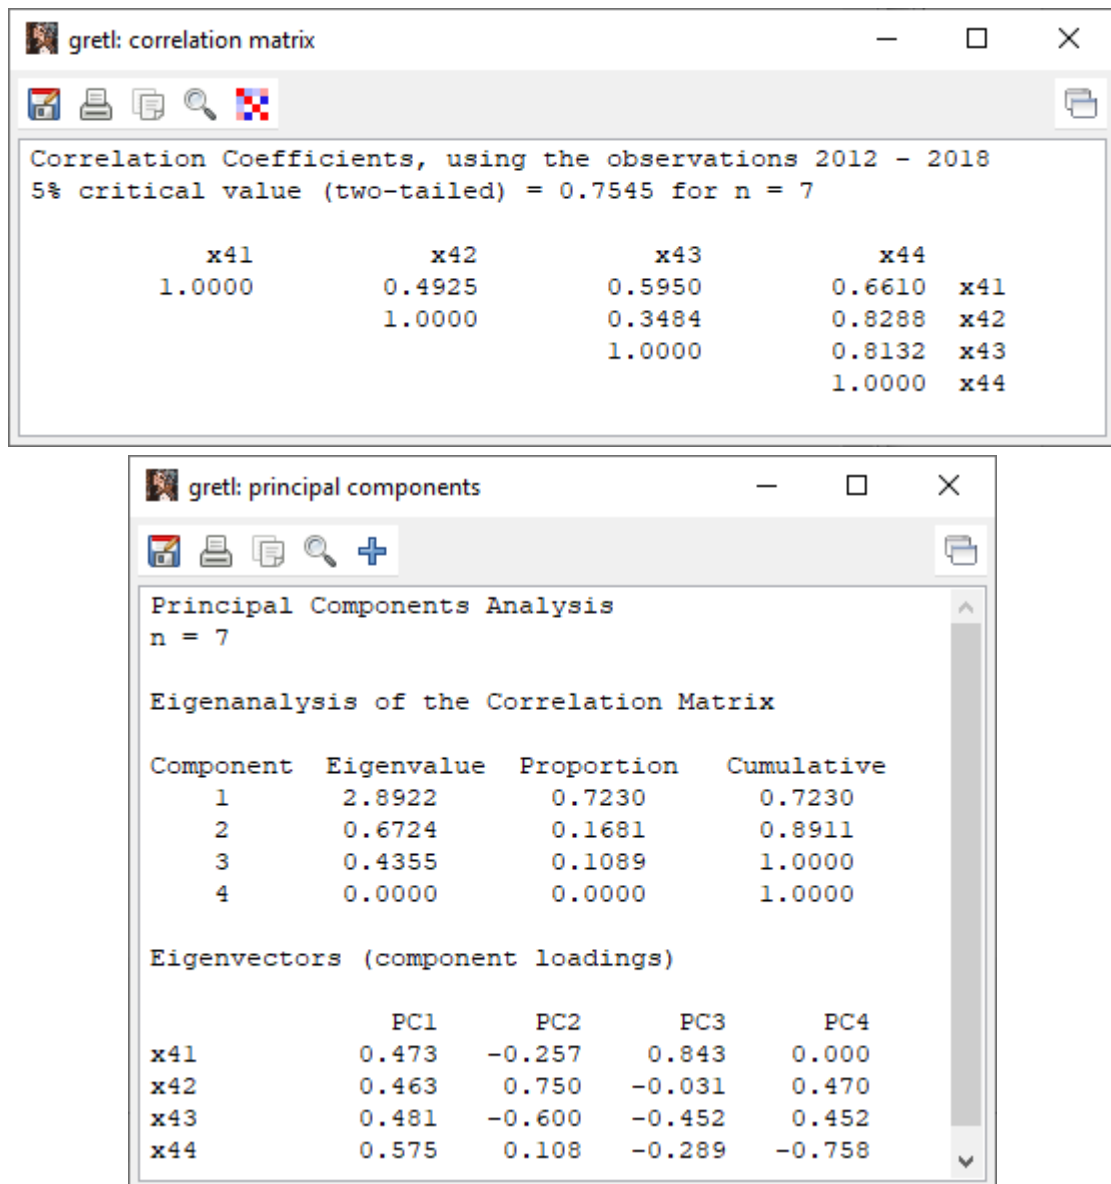 gretl: correlation matrix
Correlation Coefficients, using the observations 2012 - 2018
5% critical value (two-tailed) = 0.7545 for n = 7
x41 x42 x43 x44
1.0000 0.4925 0.5950 0.6610 x41
1.0000 0.3484 0.8288 x42
1.0000 0.8132 x43
1.0000 x44
gretl: principal components
Principal Components Analysis
n = 7
Eigenanalysis of the Correlation Matrix
Component Eigenvalue Proportion Cumulative
1 2.8922 0.7230 0.7230
2 0.6724 0.1681 0.8911
3 0.4355 0.1089 1.0000
4 0.0000 0.0000 1.0000
Eigenvectors (component loadings)
PC1 PC2 PC3 PC4
x41 0.473 -0.257 0.843 0.000
x42 0.463 0.750 -0.031 0.470
x43 0.481 -0.600 -0.452 0.452
x44 0.575 0.108 -0.289 -0.758